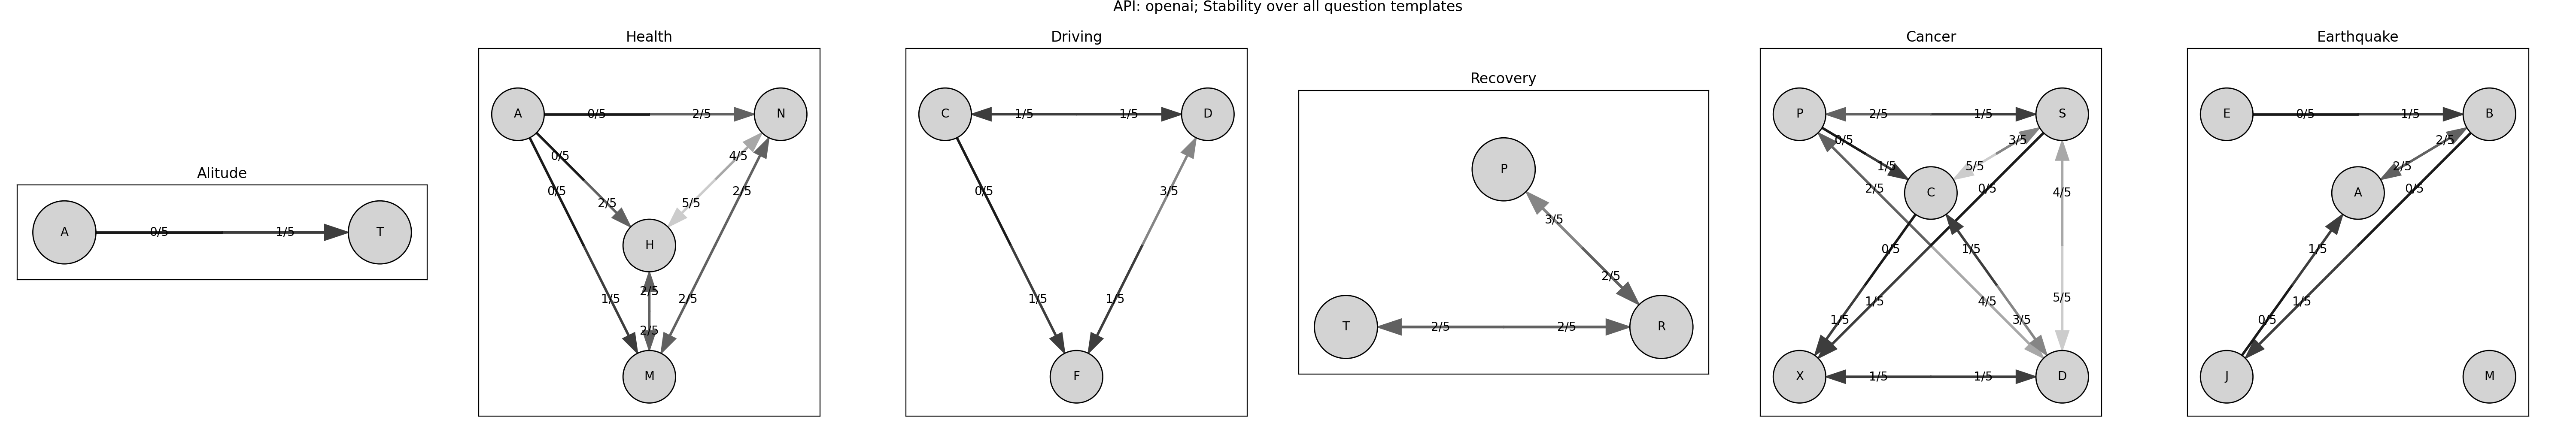 API: openai; Stability over all question templates
Alitude
A
0/5
1/5
T
Health
A
0/5
2/5
N
0/5
4/5
0/5
2/5
2/5
5/5
H
2/5
1/5
2/5
2/5
M
Driving
C
1/5
1/5
D
0/5
3/5
1/5
1/5
F
Recovery
P
3/5
2/5
T
2/5
2/5
R
Cancer
P
2/5
1/5
S
0/5
3/5
1/5
5/5
2/5
C
0/5
4/5
0/5
1/5
1/5
4/5
5/5
1/5
3/5
X
1/5
1/5
D
Earthquake
E
0/5
1/5
B
2/5
2/5
A
0/5
1/5
1/5
0/5
J
M